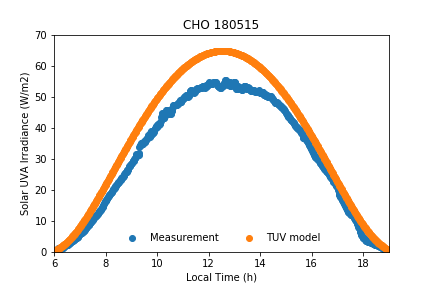 CHO 180515
70
60
50
40
30
20
10
0
Solar UVA Irradiance (W/m2)
Measurement TUV model
6 8 10 12 14 16 18
Local Time (h)